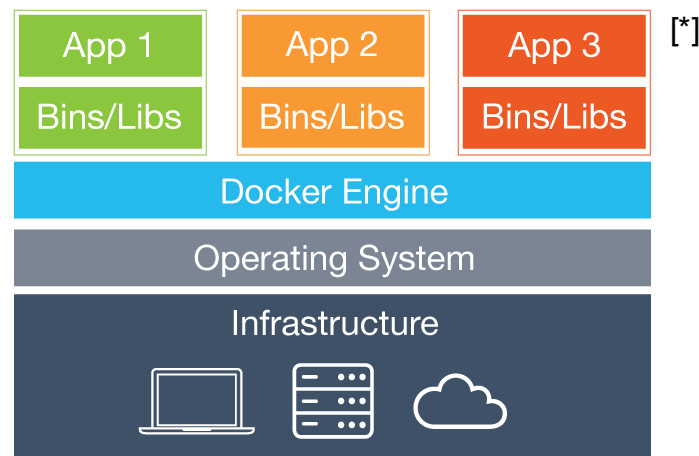 App 1 App 2 App 3 [*]
Bins/Libs Bins/Libs Bins/Libs
Docker Engine
Operating System
Infrastructure